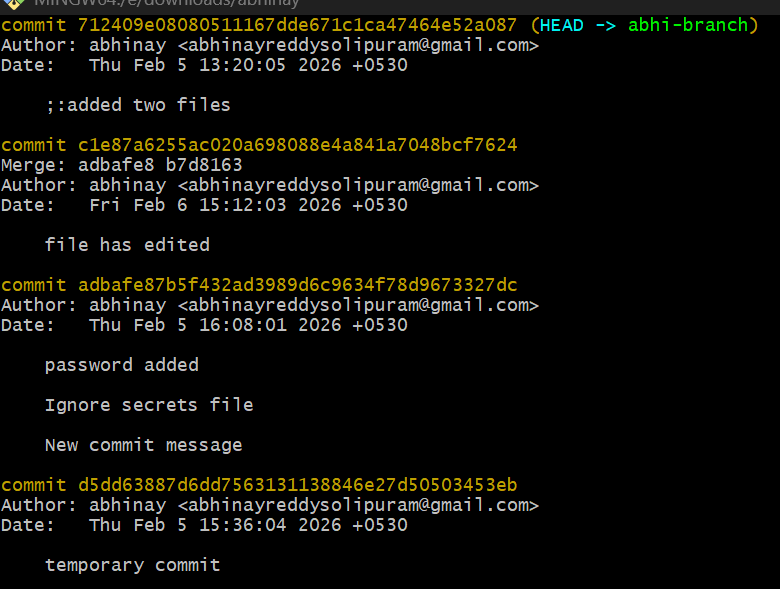 MINGW64:/e/downloads/abhinay
commit 712409e08080511167dde671c1ca47464e52a087 (HEAD -> abhi-branch)
Author: abhinay <abhinayreddysolipuram@gmail.com>
Date:   Thu Feb 5 13:20:05 2026 +0530
;:added two files
commit c1e87a6255ac020a698088e4a841a7048bcf7624
Merge: adbafe8 b7d8163
Author: abhinay <abhinayreddysolipuram@gmail.com>
Date:   Fri Feb 6 15:12:03 2026 +0530
file has edited
commit adbafe87b5f432ad3989d6c9634f78d9673327dc
Author: abhinay <abhinayreddysolipuram@gmail.com>
Date:   Thu Feb 5 16:08:01 2026 +0530
password added
Ignore secrets file
New commit message
commit d5dd63887d6dd7563131138846e27d50503453eb
Author: abhinay <abhinayreddysolipuram@gmail.com>
Date:   Thu Feb 5 15:36:04 2026 +0530
temporary commit